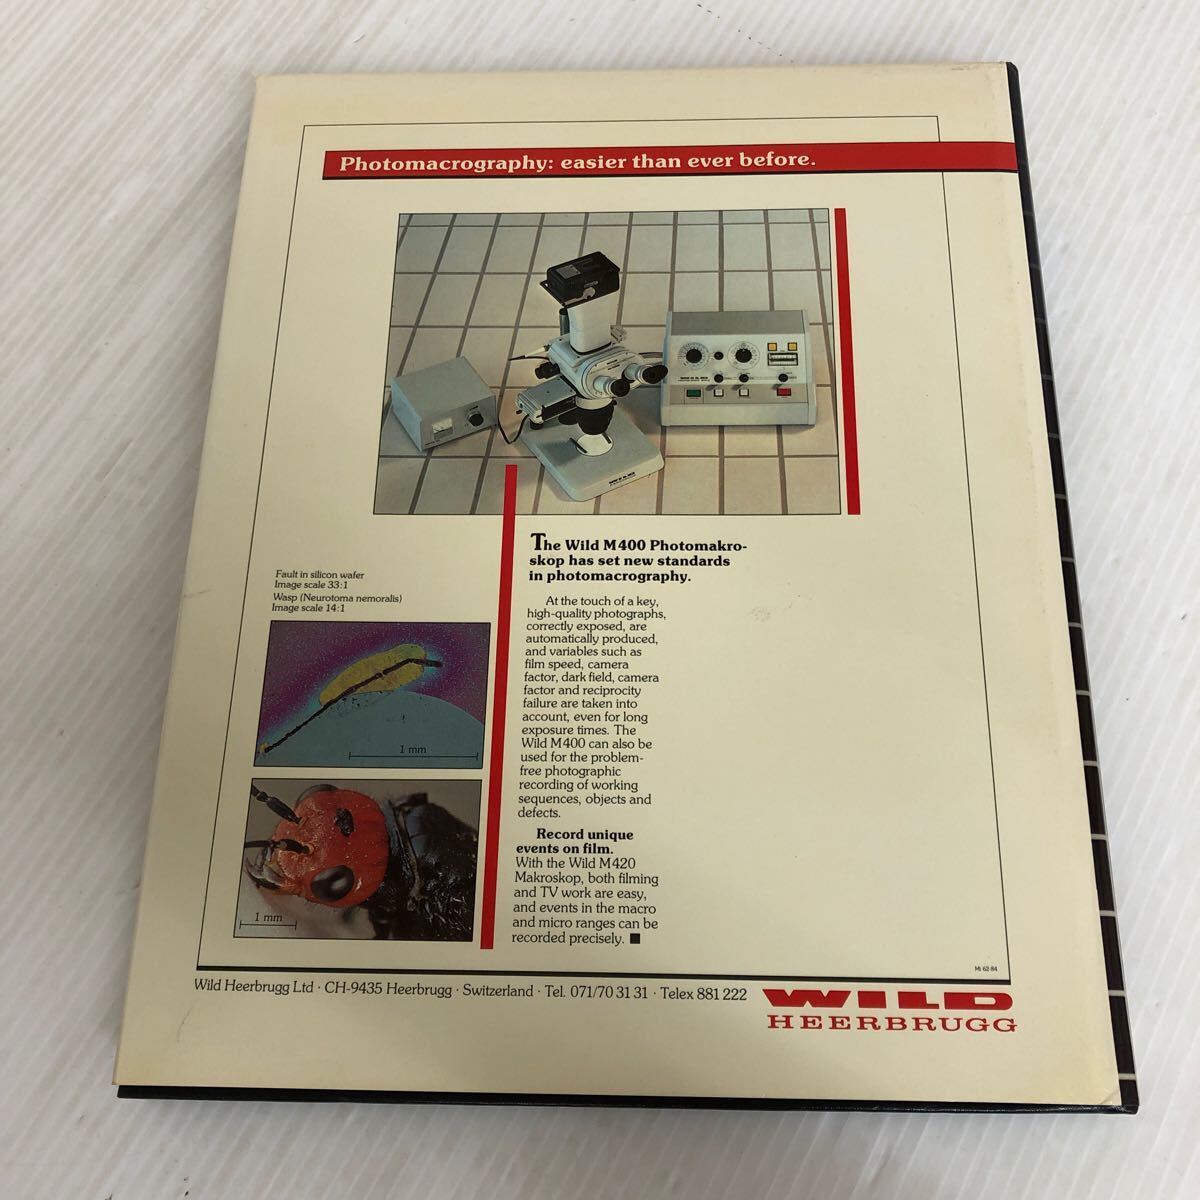 Photomacrography: easier than ever before.
The Wild M400 Photomakro-
skop has set new standards
in photomacrography.
At the touch of a key,
high-quality photographs,
correctly exposed, are
automatically produced,
and variables such as
film speed, camera
factor, dark field, camera
factor and reciprocity
failure are taken into
account, even for long
exposure times. The
Wild M400 can also be
used for the problem-
free photographic
recording of working
sequences, objects and
defects.
Record unique
events on film.
With the Wild M420
Makroskop, both filming
and TV work are easy,
and events in the macro
and micro ranges can be
recorded precisely.
Fault in silicon wafer
Image scale 33:1
Wasp (Neurotoma nemoralis)
Image scale 14:1
1 mm
1 mm
Mi 62-84
Wild Heerbrugg Ltd · CH-9435 Heerbrugg · Switzerland · Tel. 071/70 31 31 · Telex 881 222
WILD
HEERBRUGG